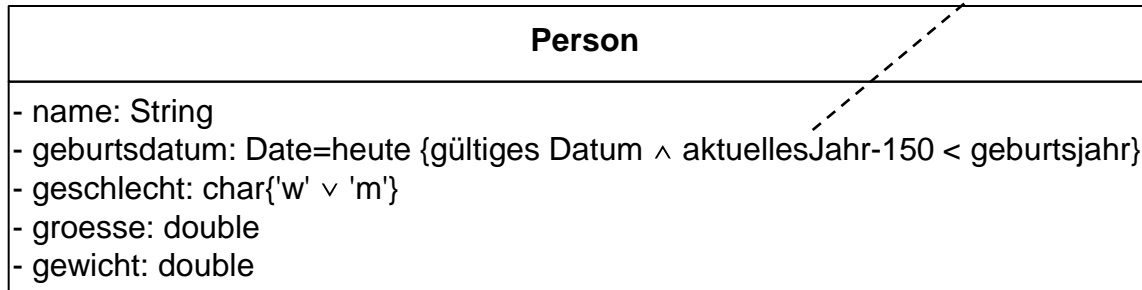 Person
- name: String
- geburtsdatum: Date=heute {gültiges Datum ∧ aktuellesJahr-150 < geburtsjahr}
- geschlecht: char{'w' ∨ 'm'}
- groesse: double
- gewicht: double